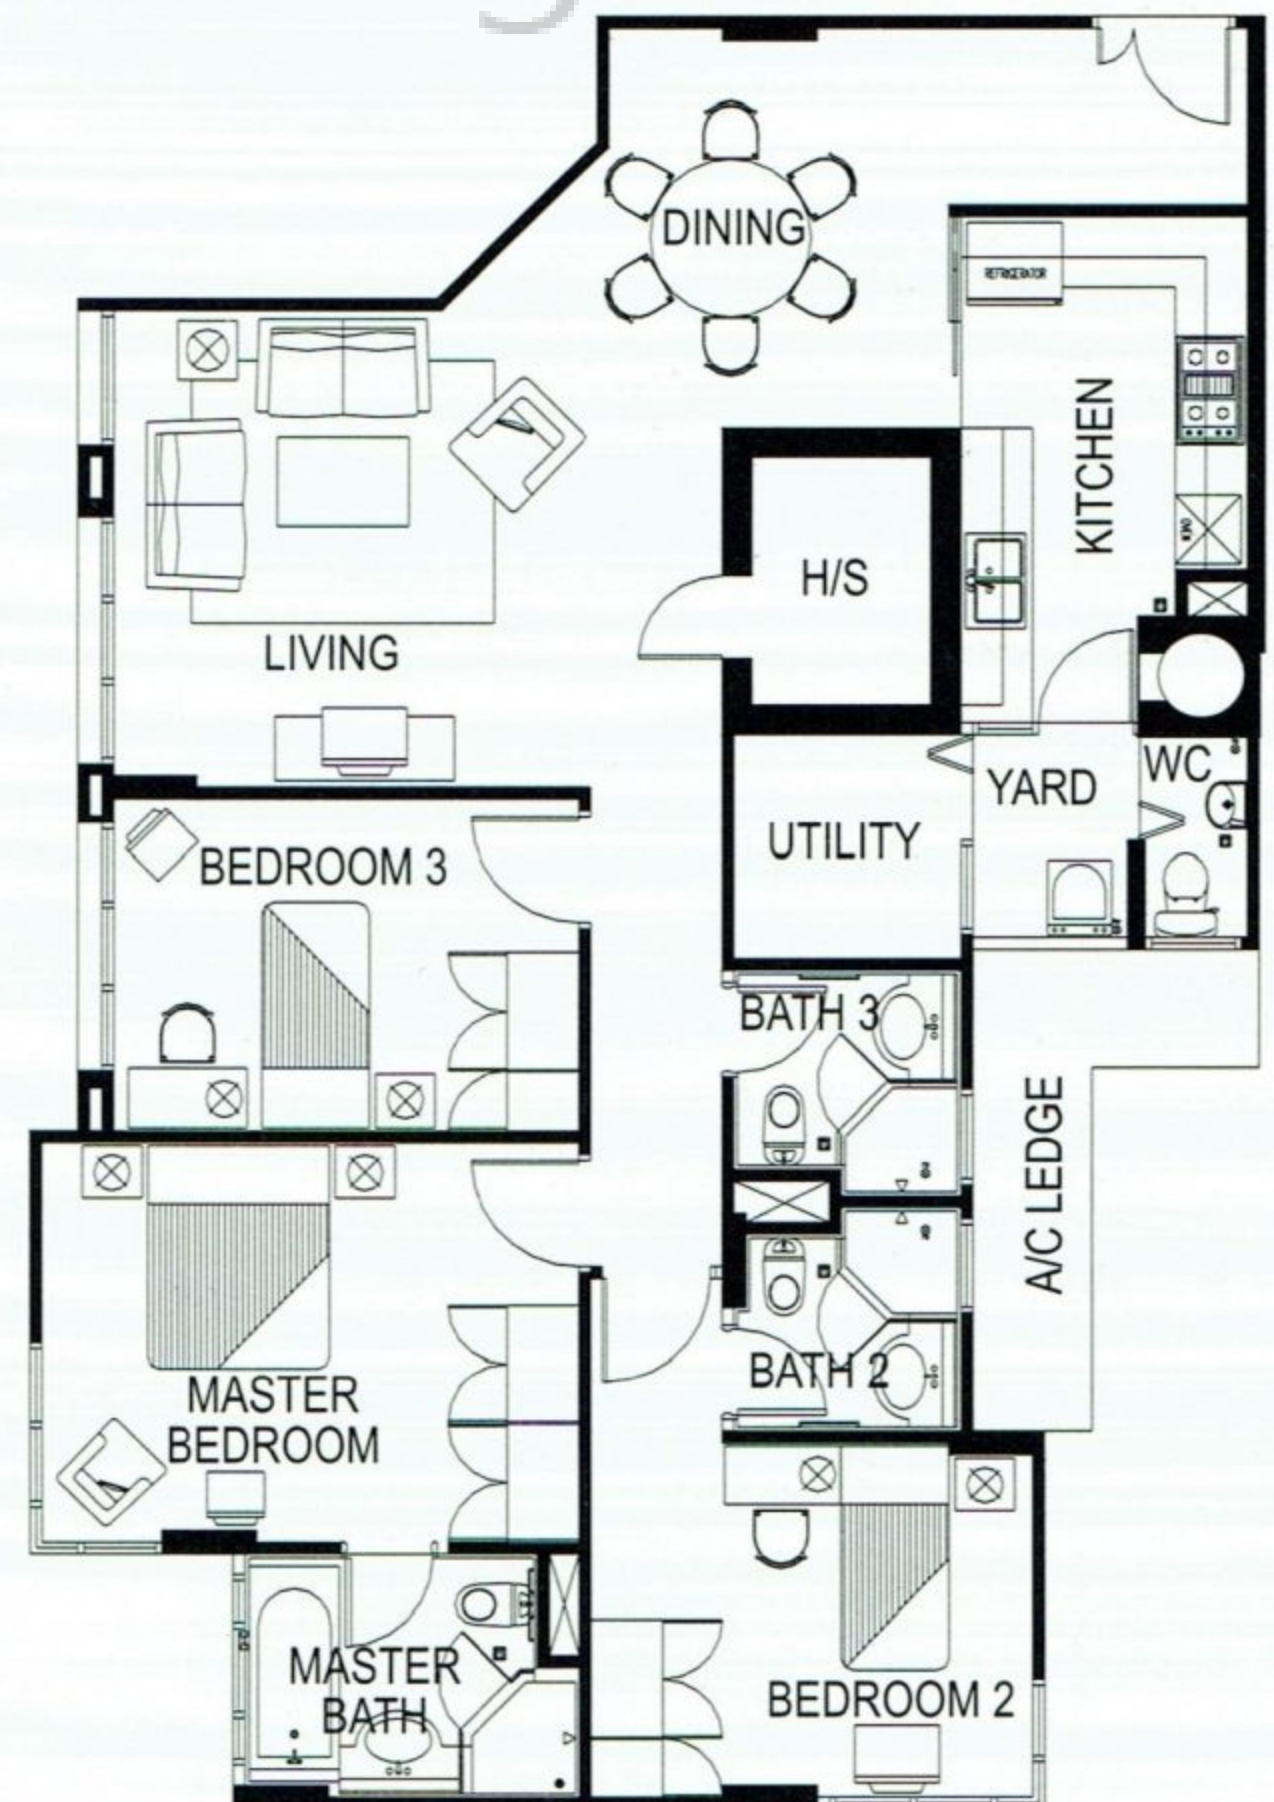 DINING
REFRIGERATOR
KITCHEN
OVEN
H/S
LIVING
WC
YARD
UTILITY
BEDROOM 3
BATH 3
A/C LEDGE
BATH 2
MASTER
BEDROOM
MASTER
BATH
BEDROOM 2